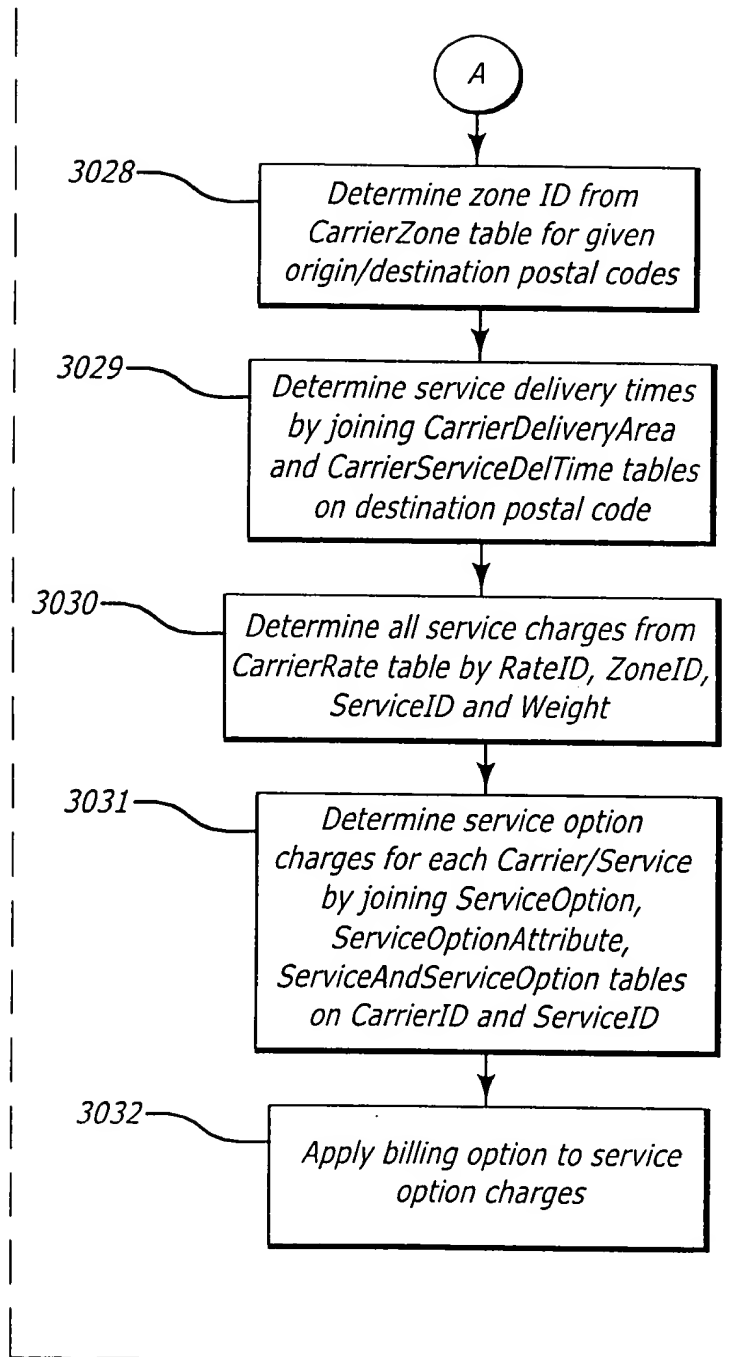 A
3028
Determine zone ID from
CarrierZone table for given
origin/destination postal codes
3029
Determine service delivery times
by joining CarrierDeliveryArea
and CarrierServiceDelTime tables
on destination postal code
3030
Determine all service charges from
CarrierRate table by RateID, ZoneID,
ServiceID and Weight
3031
Determine service option
charges for each Carrier/Service
by joining ServiceOption,
ServiceOptionAttribute,
ServiceAndServiceOption tables
on CarrierID and ServiceID
3032
Apply billing option to service
option charges